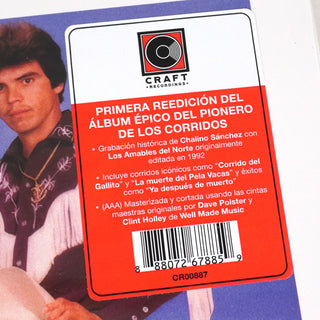 CRAFT
RECORDINGS
PRIMERA REEDICIÓN DEL
ÁLBUM ÉPICO DEL PIONERO
DE LOS CORRIDOS
• Grabación histórica de Chalino Sánchez con
Los Amables del Norte originalmente
editada en 1992
• Incluye corridos icónicos como "Corrido del
Gallito" y "La muerte del Pela Vacas" y éxitos
como "Ya después de muerto"
• (AAA) Masterizada y cortada usando las cintas
maestras originales por Dave Polster y
Clint Holley de Well Made Music
8 88072 67885 9
CR00887